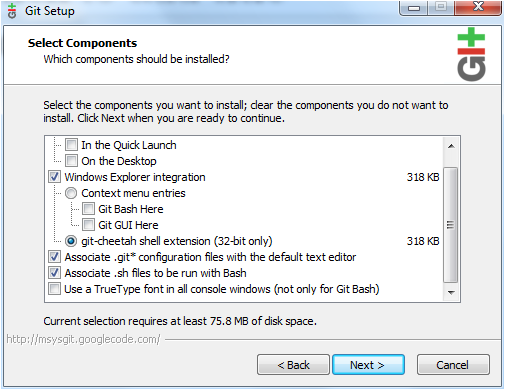 Git Setup
Select Components
Which components should be installed?
git
Select the components you want to install; clear the components you do not want to
install. Click Next when you are ready to continue.
In the Quick Launch
On the Desktop
Windows Explorer integration 318 KB
Context menu entries
Git Bash Here
Git GUI Here
git-cheetah shell extension (32-bit only) 318 KB
Associate .git* configuration files with the default text editor
Associate .sh files to be run with Bash
Use a TrueType font in all console windows (not only for Git Bash)
Current selection requires at least 75.8 MB of disk space.
http://msysgit.googlecode.com/
< Back Next > Cancel